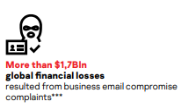 More than $1,7Bln
global financial losses
resulted from business email compromise
complaints***